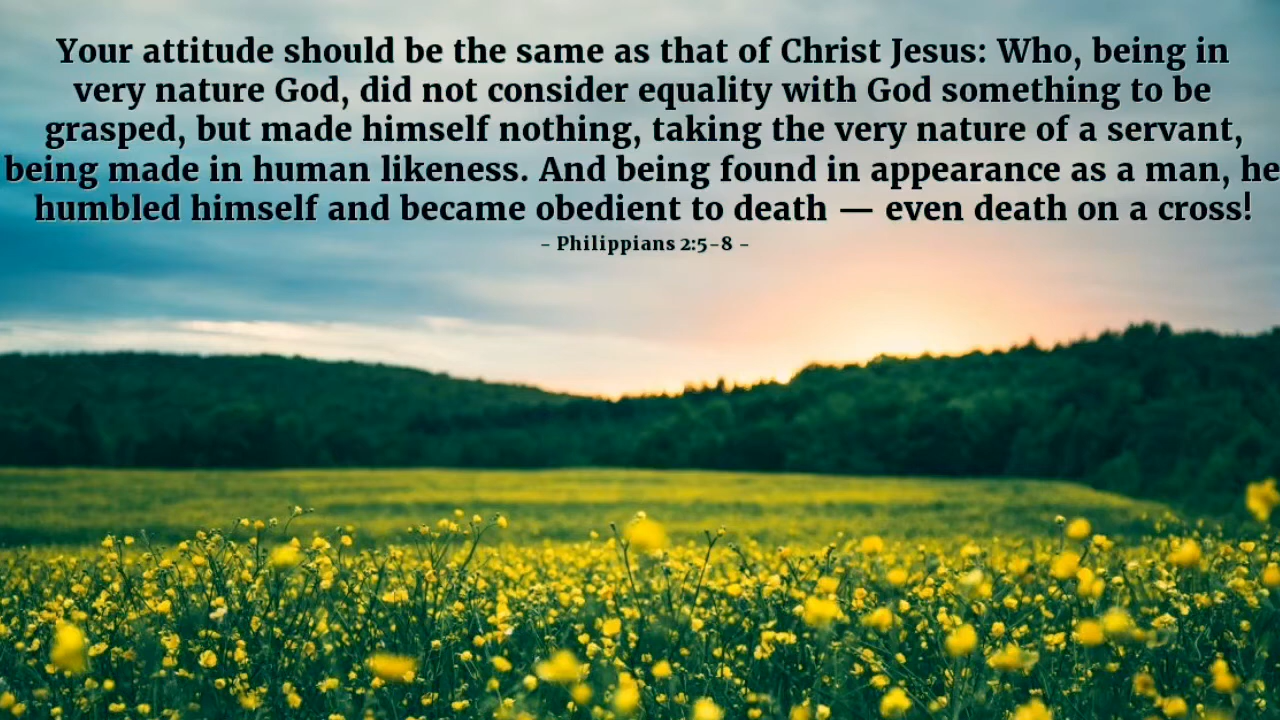 Your attitude should be the same as that of Christ Jesus: Who, being in
very nature God, did not consider equality with God something to be
grasped, but made himself nothing, taking the very nature of a servant,
being made in human likeness. And being found in appearance as a man, he
humbled himself and became obedient to death — even death on a cross!
- Philippians 2:5-8 -